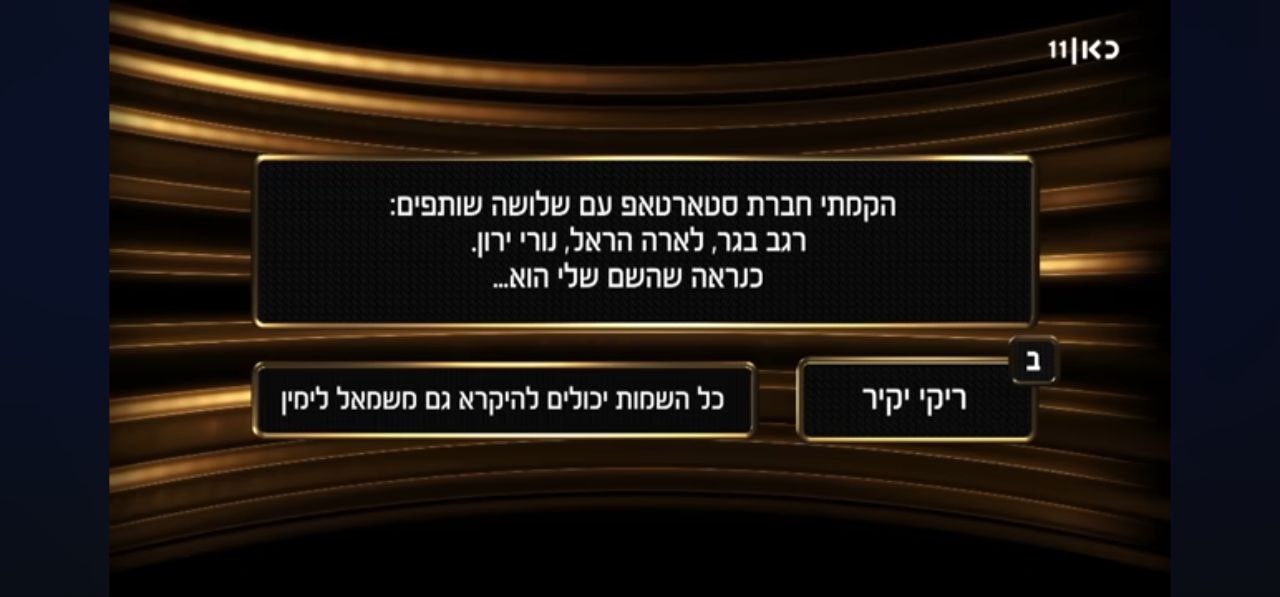 כאן|11
הקמתי חברת סטארטאפ עם שלושה שותפים:
רגב בגר, לארה הראל, נורי ירון.
כנראה שהשם שלי הוא...
ב
ריקי יקיר
כל השמות יכולים להיקרא גם משמאל לימין